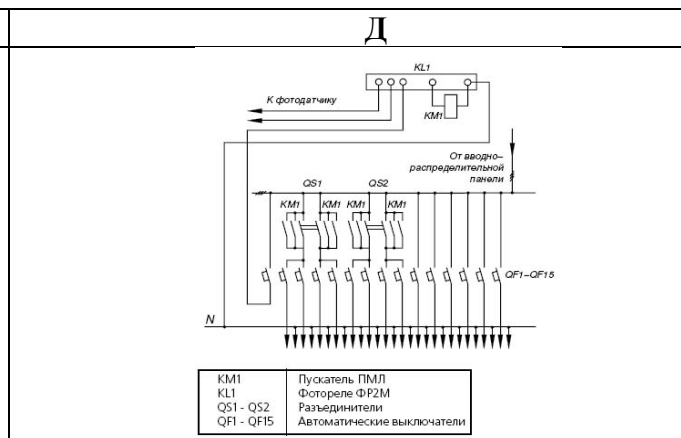 Д
KL1
К фотодатчику
KM1
От вводно–
распределительной
панели
QS1 QS2
KM1 KM1 KM1 KM1
QF1–QF15
N
KM1 Пускатель ПМЛ
KL1 Фотореле ФР2М
QS1 - QS2 Разъединители
QF1 - QF15 Автоматические выключатели